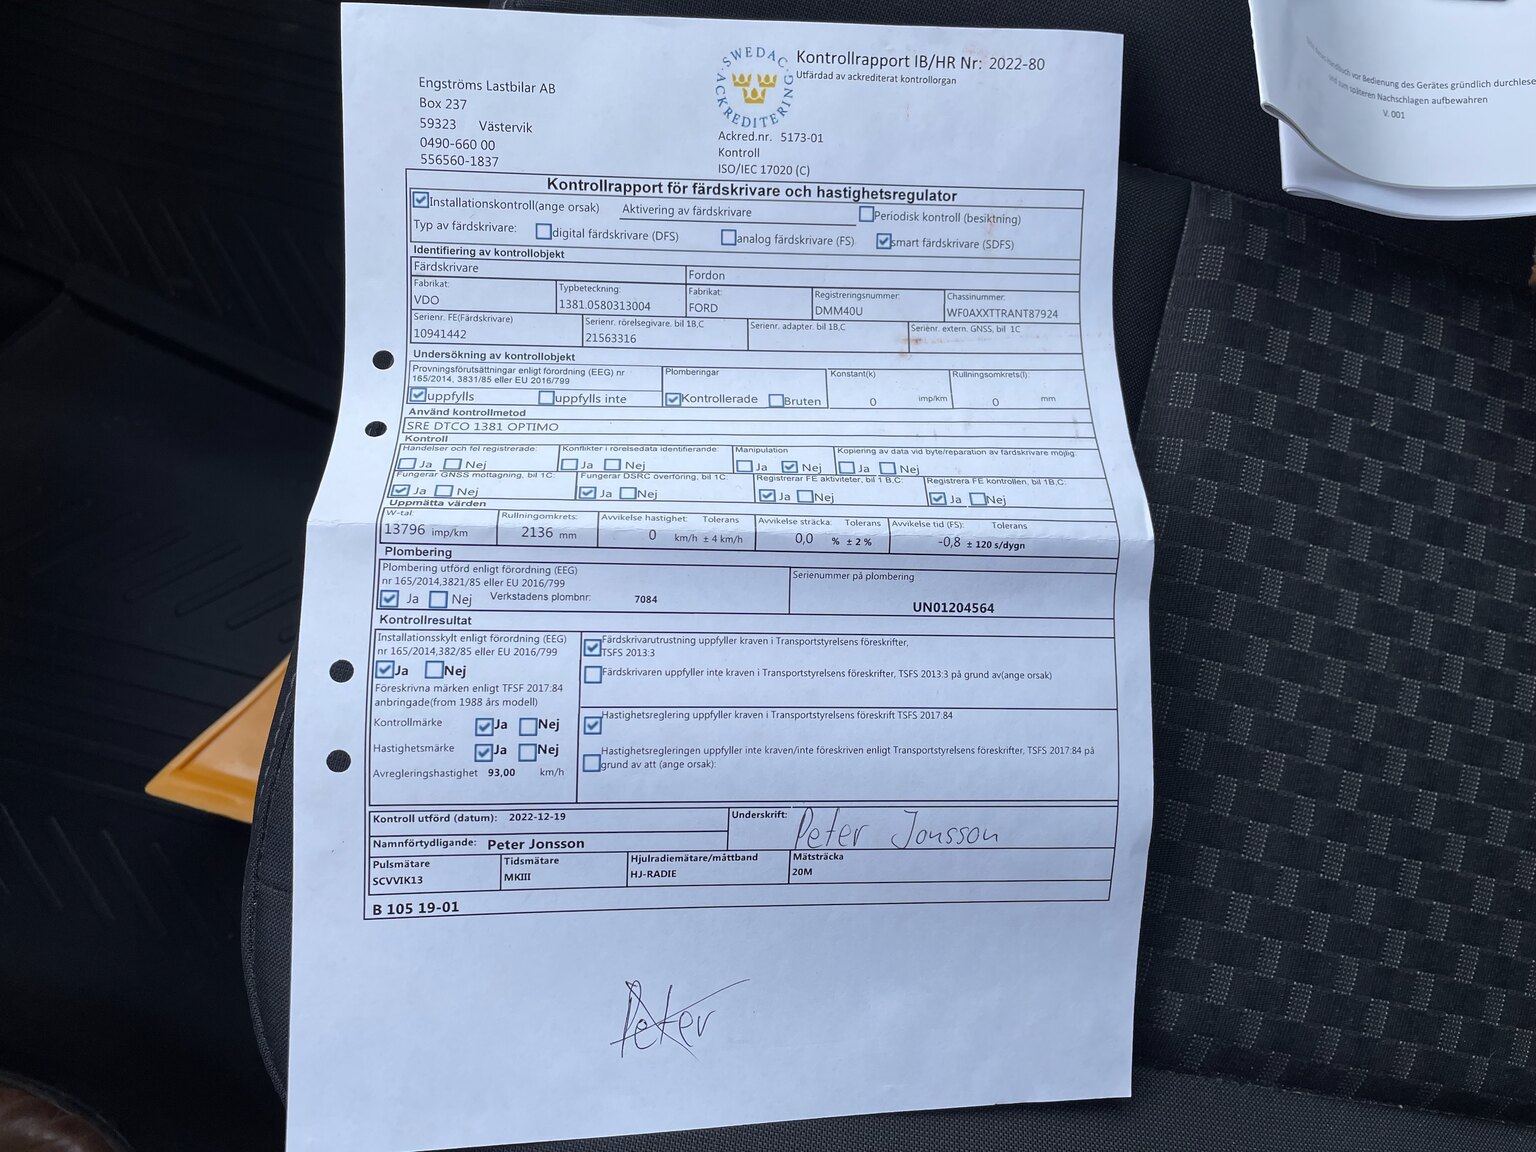 Engströms Lastbilar AB
Box 237
59323 Västervik
0490-660 00
556560-1837
SWEDAC ACKREDITERING
Kontrollrapport IB/HR Nr: 2022-80
Utfärdad av ackrediterat kontrollorgan
Ackred.nr. 5173-01
Kontroll
ISO/IEC 17020 (C)
Kontrollrapport för färdskrivare och hastighetsregulator
Installationskontroll(ange orsak) Aktivering av färdskrivare Periodisk kontroll (besiktning)
Typ av färdskrivare: digital färdskrivare (DFS) analog färdskrivare (FS) smart färdskrivare (SDFS)
Identifiering av kontrollobjekt
Färdskrivare Fordon
Fabrikat: Typbeteckning: Fabrikat: Registreringsnummer: Chassinummer:
VDO 1381.0580313004 FORD DMM40U WF0AXXTTRANT87924
Serienr. FE(Färdskrivare) Serienr. rörelsegivare. bil 1B,C Serienr. adapter. bil 1B,C Serienr. extern. GNSS, bil 1C
10941442 21563316
Undersökning av kontrollobjekt
Provningsförutsättningar enligt förordning (EEG) nr Plomberingar Konstant(k) Rullningsomkrets(l):
165/2014, 3831/85 eller EU 2016/799
uppfylls uppfylls inte Kontrollerade Bruten 0 imp/km 0 mm
Använd kontrollmetod
SRE DTCO 1381 OPTIMO
Kontroll
Händelser och fel registrerade: Konflikter i rörelsedata identifierande: Manipulation Kopiering av data vid byte/reparation av färdskrivare möjlig:
Ja Nej Ja Nej Ja Nej Ja Nej
Fungerar GNSS mottagning, bil 1C: Fungerar DSRC överföring, bil 1C: Registrerar FE aktiviteter, bil 1 B,C: Registrera FE kontrollen, bil 1B,C:
Ja Nej Ja Nej Ja Nej Ja Nej
Uppmätta värden
W-tal: Rullningsomkrets: Avvikelse hastighet: Tolerans Avvikelse sträcka: Tolerans Avvikelse tid (FS): Tolerans
13796 imp/km 2136 mm 0 km/h ± 4 km/h 0,0 % ± 2 % -0,8 ± 120 s/dygn
Plombering
Plombering utförd enligt förordning (EEG) Serienummer på plombering
nr 165/2014,3821/85 eller EU 2016/799
Ja Nej Verkstadens plombnr: 7084 UN01204564
Kontrollresultat
Installationsskylt enligt förordning (EEG)
nr 165/2014,382/85 eller EU 2016/799
Ja Nej
Föreskrivna märken enligt TFSF 2017:84
anbringade(from 1988 års modell)
Kontrollmärke Ja Nej
Hastighetsmärke Ja Nej
Avregleringshastighet 93,00 km/h
Färdskrivarutrustning uppfyller kraven i Transportstyrelsens föreskrifter,
TSFS 2013:3
Färdskrivaren uppfyller inte kraven i Transportstyrelsens föreskrifter, TSFS 2013:3 på grund av(ange orsak)
Hastighetsreglering uppfyller kraven i Transportstyrelsens föreskrift TSFS 2017:84
Hastighetsregleringen uppfyller inte kraven/inte föreskriven enligt Transportstyrelsens föreskrifter, TSFS 2017:84 på
grund av att (ange orsak):
Kontroll utförd (datum): 2022-12-19 Underskrift: Peter Jonsson
Namnförtydligande: Peter Jonsson
Pulsmätare Tidsmätare Hjulradiemätare/måttband Mätsträcka
SCVVIK13 MKIII HJ-RADIE 20M
B 105 19-01
Peter
vor Bedienung des Gerätes gründlich durchlese
und zum späteren Nachschlagen aufbewahren
V. 001